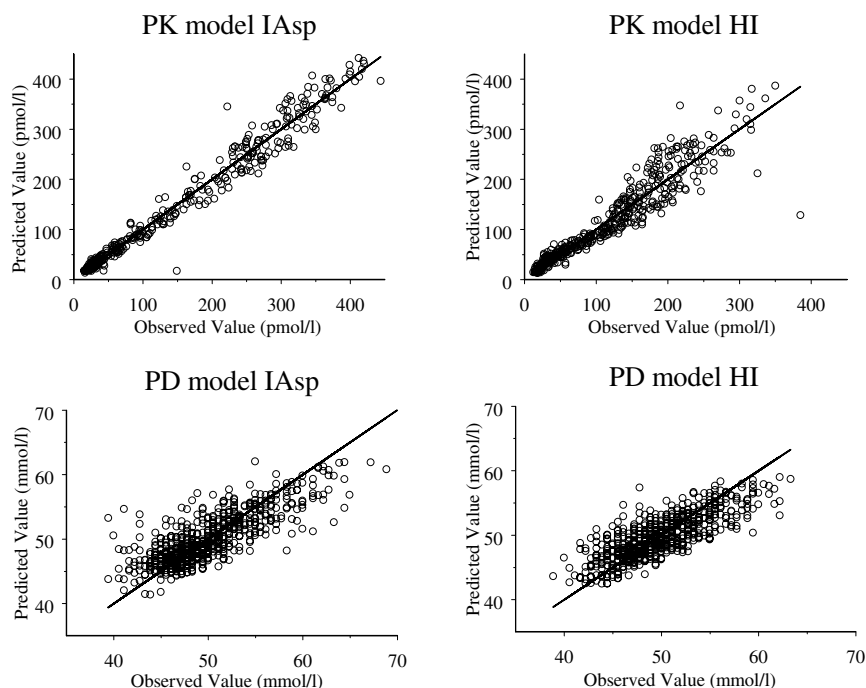 PK model IAsp
PK model HI
Predicted Value (pmol/l)
400
300
200
100
0
0 100 200 300 400
Observed Value (pmol/l)
Predicted Value (pmol/l)
400
300
200
100
0
0 100 200 300 400
Observed Value (pmol/l)
PD model IAsp
PD model HI
Predicted Value (mmol/l)
70
60
50
40
40 50 60 70
Observed Value (mmol/l)
Predicted Value (mmol/l)
70
60
50
40
40 50 60 70
Observed Value (mmol/l)